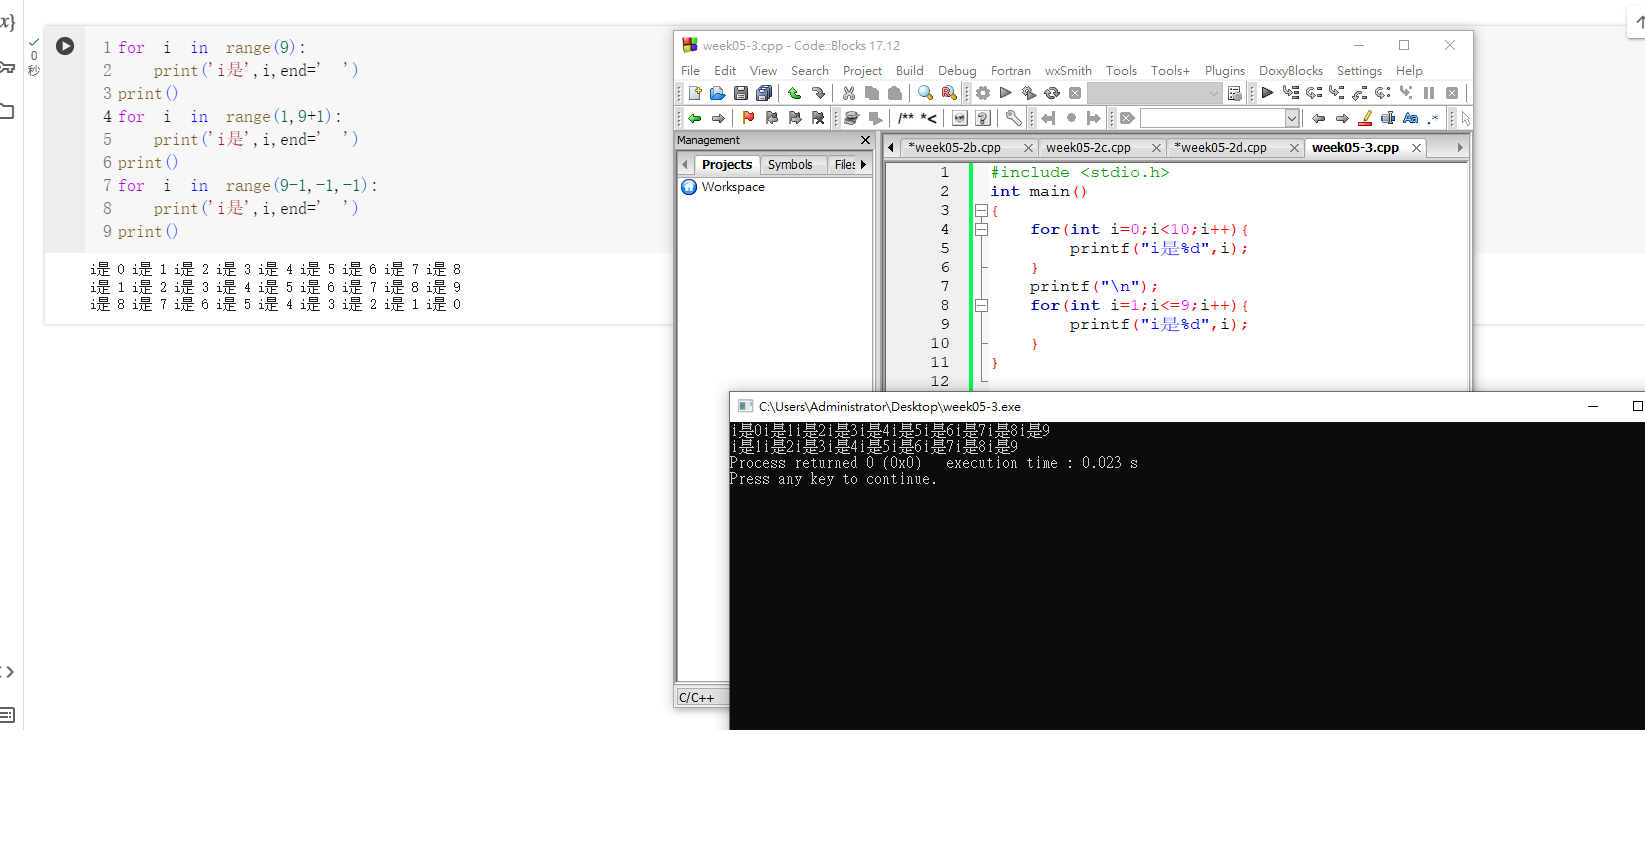 x}
0
秒
1 for i in range(9):
2 print('i是',i,end=' ')
3 print()
4 for i in range(1,9+1):
5 print('i是',i,end=' ')
6 print()
7 for i in range(9-1,-1,-1):
8 print('i是',i,end=' ')
9 print()
i是 0 i是 1 i是 2 i是 3 i是 4 i是 5 i是 6 i是 7 i是 8
i是 1 i是 2 i是 3 i是 4 i是 5 i是 6 i是 7 i是 8 i是 9
i是 8 i是 7 i是 6 i是 5 i是 4 i是 3 i是 2 i是 1 i是 0
week05-3.cpp - Code::Blocks 17.12
File Edit View Search Project Build Debug Fortran wxSmith Tools Tools+ Plugins DoxyBlocks Settings Help
/** *<
Aa .*
Management
Projects Symbols Files
Workspace
*week05-2b.cpp week05-2c.cpp *week05-2d.cpp week05-3.cpp
1 #include <stdio.h>
2 int main()
3 {
4 for(int i=0;i<10;i++){
5 printf("i是%d",i);
6 }
7 printf("\n");
8 for(int i=1;i<=9;i++){
9 printf("i是%d",i);
10 }
11 }
12
C/C++
C:\Users\Administrator\Desktop\week05-3.exe
i是0i是1i是2i是3i是4i是5i是6i是7i是8i是9
i是1i是2i是3i是4i是5i是6i是7i是8i是9
Process returned 0 (0x0) execution time : 0.023 s
Press any key to continue.